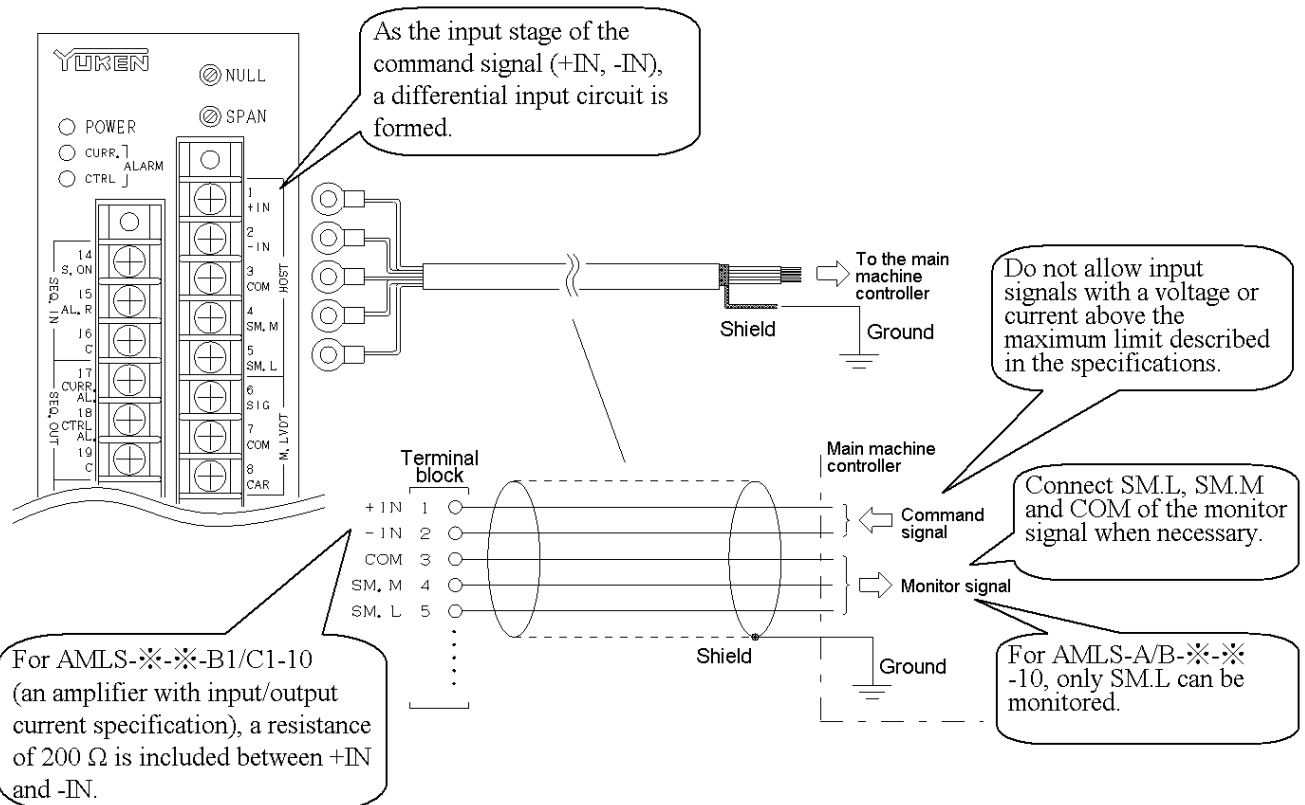 YUKEN
NULL
SPAN
POWER
CURR.
CTRL
ALARM
As the input stage of the
command signal (+IN, -IN),
a differential input circuit is
formed.
1
+IN
2
-IN
3
COM
4
SM. M
5
SM. L
HOST
6
SIG
7
COM
8
CAR
M. LVDT
14
S. ON
15
AL. R
16
C
SEQ. IN
17
CURR.
AL.
18
CTRL
AL.
19
C
SEQ. OUT
To the main
machine
controller
Shield
Ground
Do not allow input
signals with a voltage or
current above the
maximum limit described
in the specifications.
Terminal
block
Main machine
controller
+IN 1
-IN 2
COM 3
SM. M 4
SM. L 5
Command
signal
Monitor signal
Shield
Ground
Connect SM.L, SM.M
and COM of the monitor
signal when necessary.
For AMLS-A/B-※-※
-10, only SM.L can be
monitored.
For AMLS-※-※-B1/C1-10
(an amplifier with input/output
current specification), a resistance
of 200 Ω is included between +IN
and -IN.